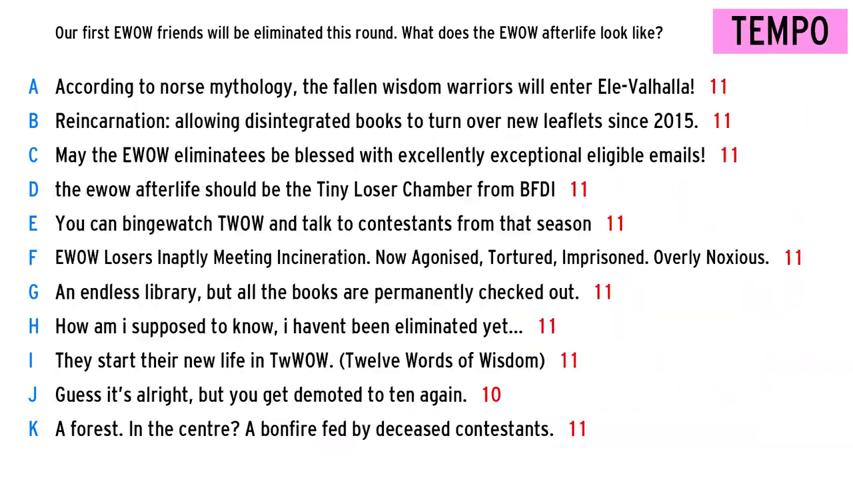 Our first EWOW friends will be eliminated this round. What does the EWOW afterlife look like?
TEMPO
A According to norse mythology, the fallen wisdom warriors will enter Ele-Valhalla! 11
B Reincarnation: allowing disintegrated books to turn over new leaflets since 2015. 11
C May the EWOW eliminatees be blessed with excellently exceptional eligible emails! 11
D the ewow afterlife should be the Tiny Loser Chamber from BFDI 11
E You can bingewatch TWOW and talk to contestants from that season 11
F EWOW Losers Inaptly Meeting Incineration. Now Agonised, Tortured, Imprisoned. Overly Noxious. 11
G An endless library, but all the books are permanently checked out. 11
H How am i supposed to know, i havent been eliminated yet... 11
I They start their new life in TwWOW. (Twelve Words of Wisdom) 11
J Guess it's alright, but you get demoted to ten again. 10
K A forest. In the centre? A bonfire fed by deceased contestants. 11